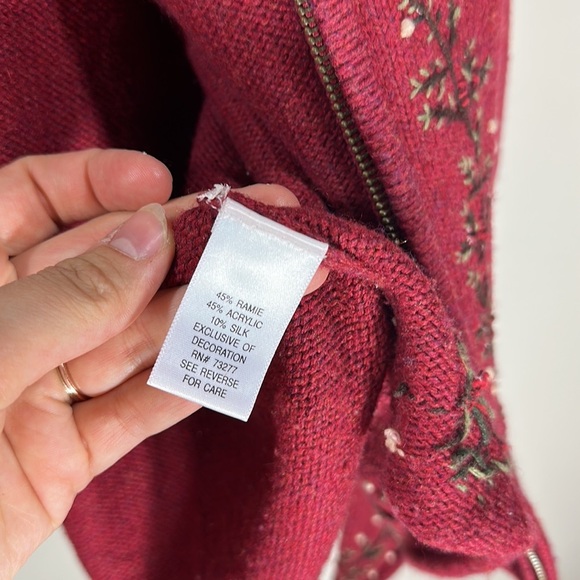 45% RAMIE
45% ACRYLIC
10% SILK
EXCLUSIVE OF
DECORATION
RN# 73277
SEE REVERSE
FOR CARE